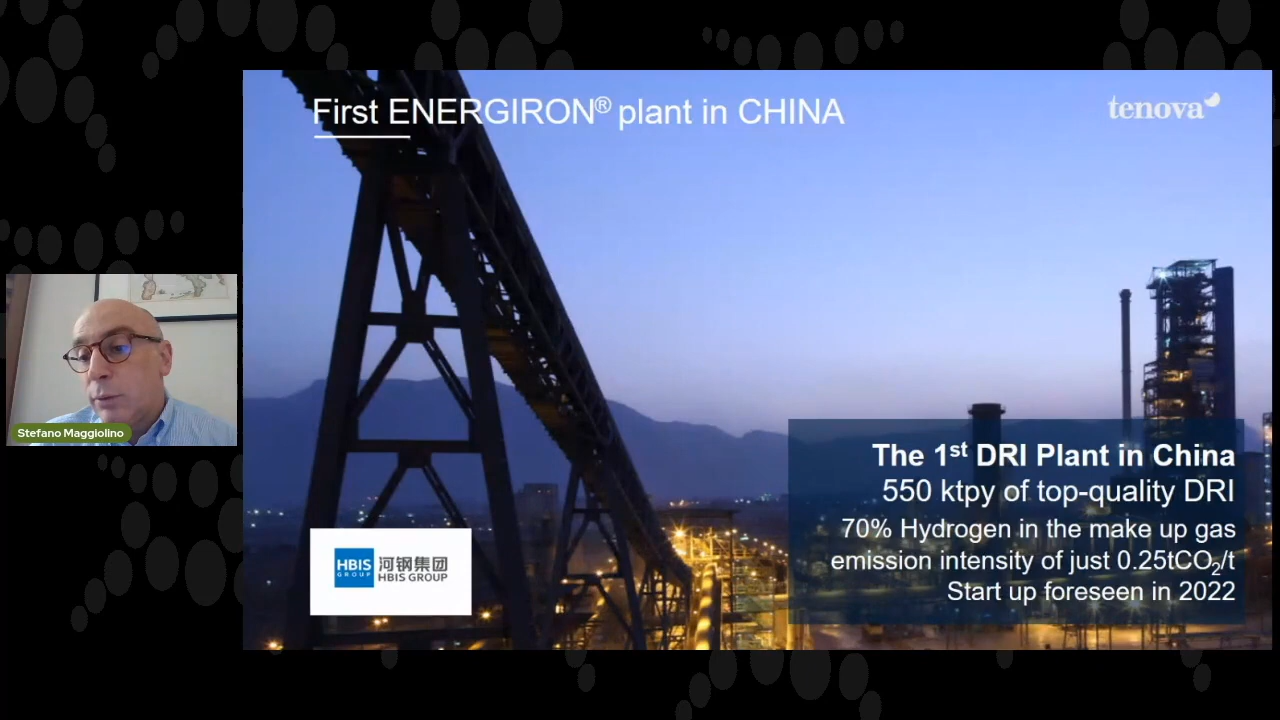 First ENERGIRON® plant in CHINA
tenova
Stefano Maggiolino
The 1st DRI Plant in China
550 ktpy of top-quality DRI
70% Hydrogen in the make up gas
emission intensity of just 0.25tCO₂/t
Start up foreseen in 2022
HBIS GROUP
河钢集团
HBIS GROUP